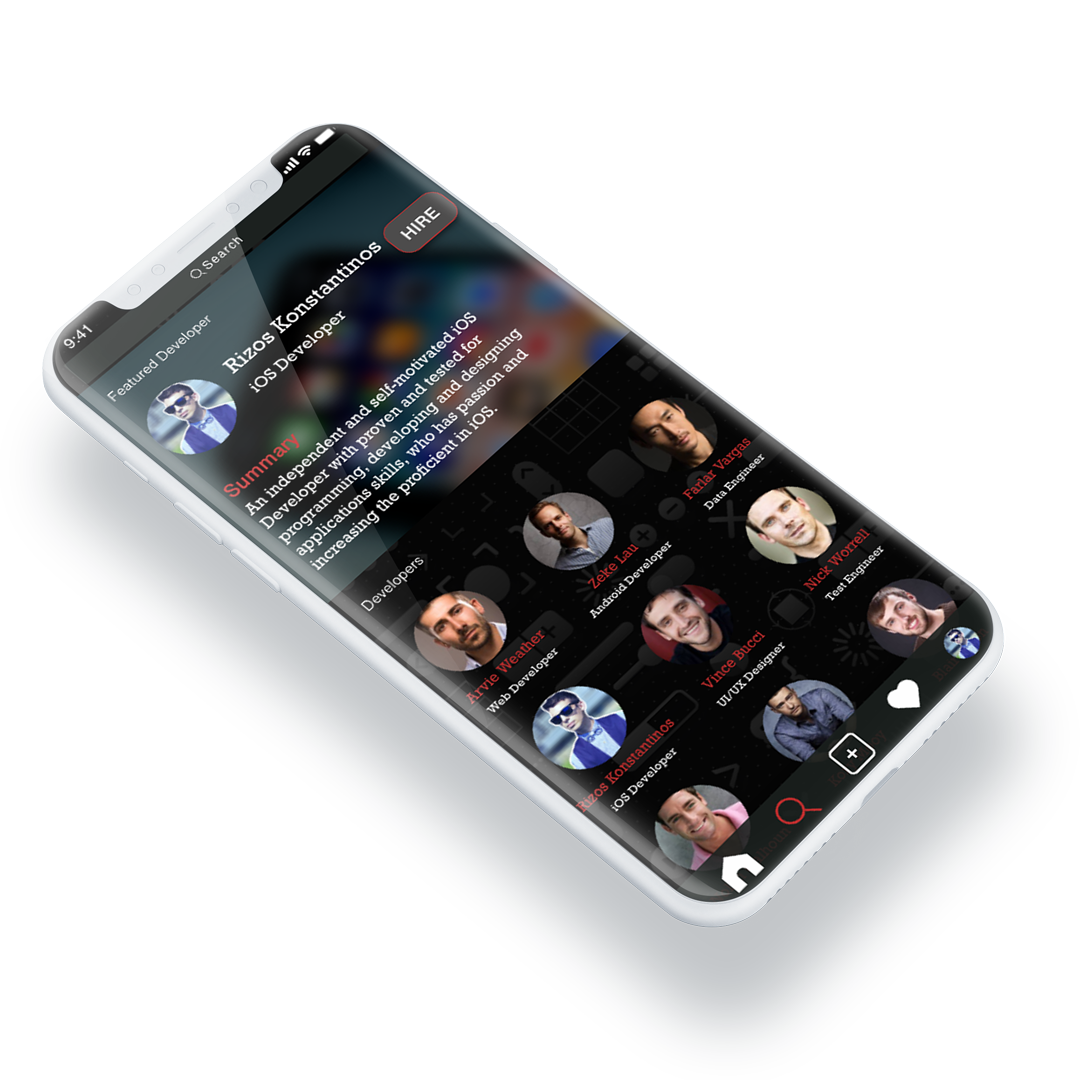 9:41
Search
Featured Developer
HIRE
Rizos Konstantinos
iOS Developer
Summary
An independent and self-motivated iOS
Developer with proven and tested for
programming, developing and designing
applications skills, who has passion and
increasing the proficient in iOS.
Developers
Arvie Weather
Web Developer
Zeke Lau
Android Developer
Farlar Vargas
Data Engineer
Rizos Konstantinos
iOS Developer
Vince Bucci
UI/UX Designer
Nick Worrell
Test Engineer